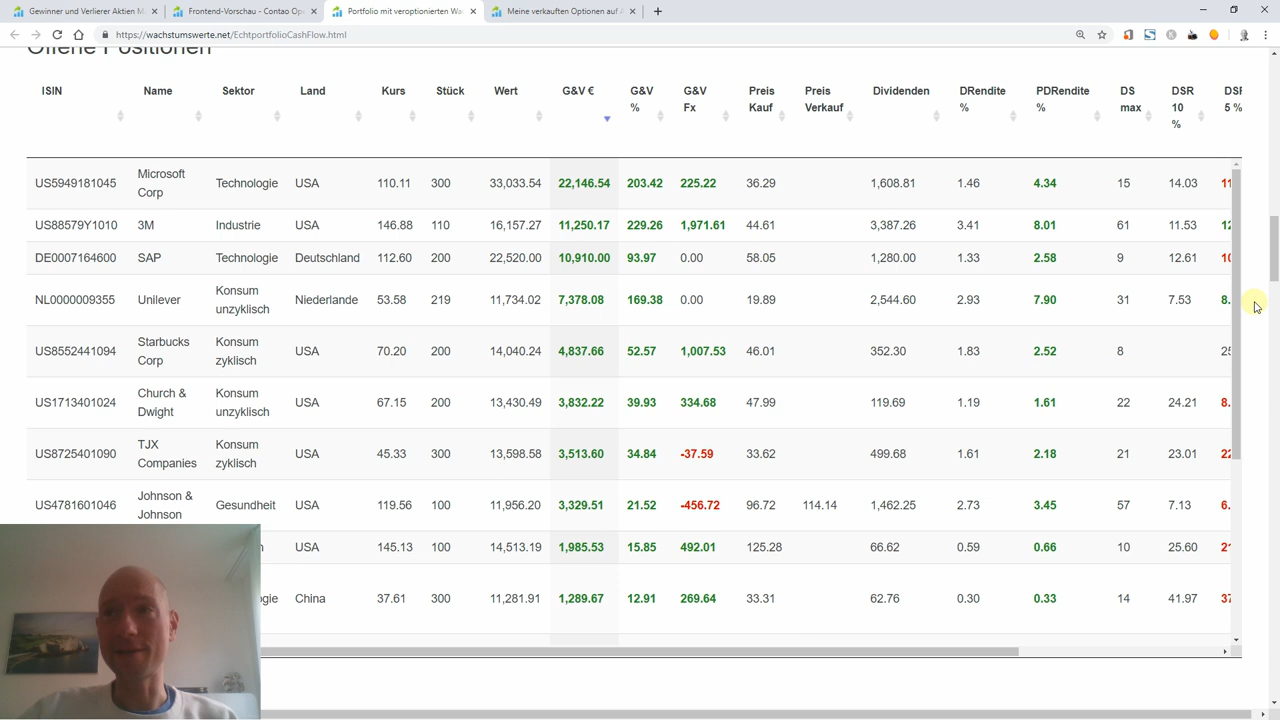 Gewinner und Verlierer Aktien M
Frontend-Vorschau - Contao Op
Portfolio mit veroptionierten Wa
Meine verkauften Optionen auf A
https://wachstumswerte.net/EchtportfolioCashFlow.html
Offene Positionen
ISIN Name Sektor Land Kurs Stück Wert G&V € G&V % G&V Fx Preis Kauf Preis Verkauf Dividenden DRendite % PDRendite % DS max DSR 10 % DSR 5 %
US5949181045 Microsoft Corp Technologie USA 110.11 300 33,033.54 22,146.54 203.42 225.22 36.29 1,608.81 1.46 4.34 15 14.03 11
US88579Y1010 3M Industrie USA 146.88 110 16,157.27 11,250.17 229.26 1,971.61 44.61 3,387.26 3.41 8.01 61 11.53 12
DE0007164600 SAP Technologie Deutschland 112.60 200 22,520.00 10,910.00 93.97 0.00 58.05 1,280.00 1.33 2.58 9 12.61 10
NL0000009355 Unilever Konsum unzyklisch Niederlande 53.58 219 11,734.02 7,378.08 169.38 0.00 19.89 2,544.60 2.93 7.90 31 7.53 8.
US8552441094 Starbucks Corp Konsum zyklisch USA 70.20 200 14,040.24 4,837.66 52.57 1,007.53 46.01 352.30 1.83 2.52 8 25
US1713401024 Church & Dwight Konsum unzyklisch USA 67.15 200 13,430.49 3,832.22 39.93 334.68 47.99 119.69 1.19 1.61 22 24.21 8.
US8725401090 TJX Companies Konsum zyklisch USA 45.33 300 13,598.58 3,513.60 34.84 -37.59 33.62 499.68 1.61 2.18 21 23.01 22
US4781601046 Johnson & Johnson Gesundheit USA 119.56 100 11,956.20 3,329.51 21.52 -456.72 96.72 114.14 1,462.25 2.73 3.45 57 7.13 6.
USA 145.13 100 14,513.19 1,985.53 15.85 492.01 125.28 66.62 0.59 0.66 10 25.60 21
gie China 37.61 300 11,281.91 1,289.67 12.91 269.64 33.31 62.76 0.30 0.33 14 41.97 37